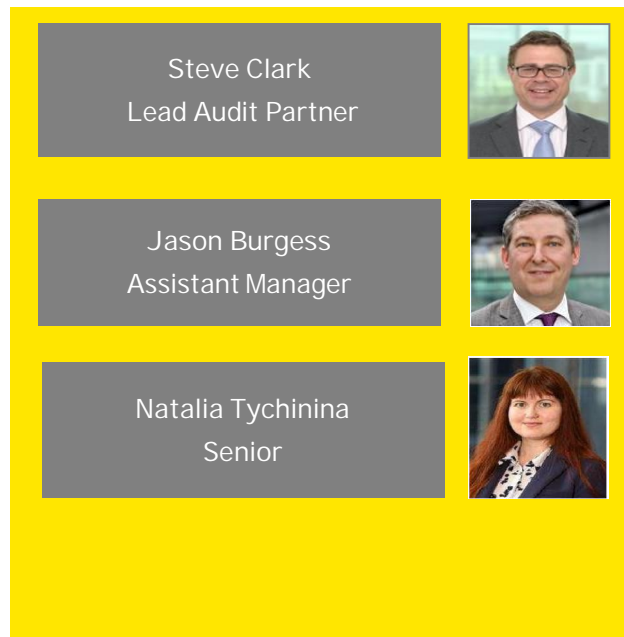 Steve Clark
Lead Audit Partner
Jason Burgess
Assistant Manager
Natalia Tychinina
Senior